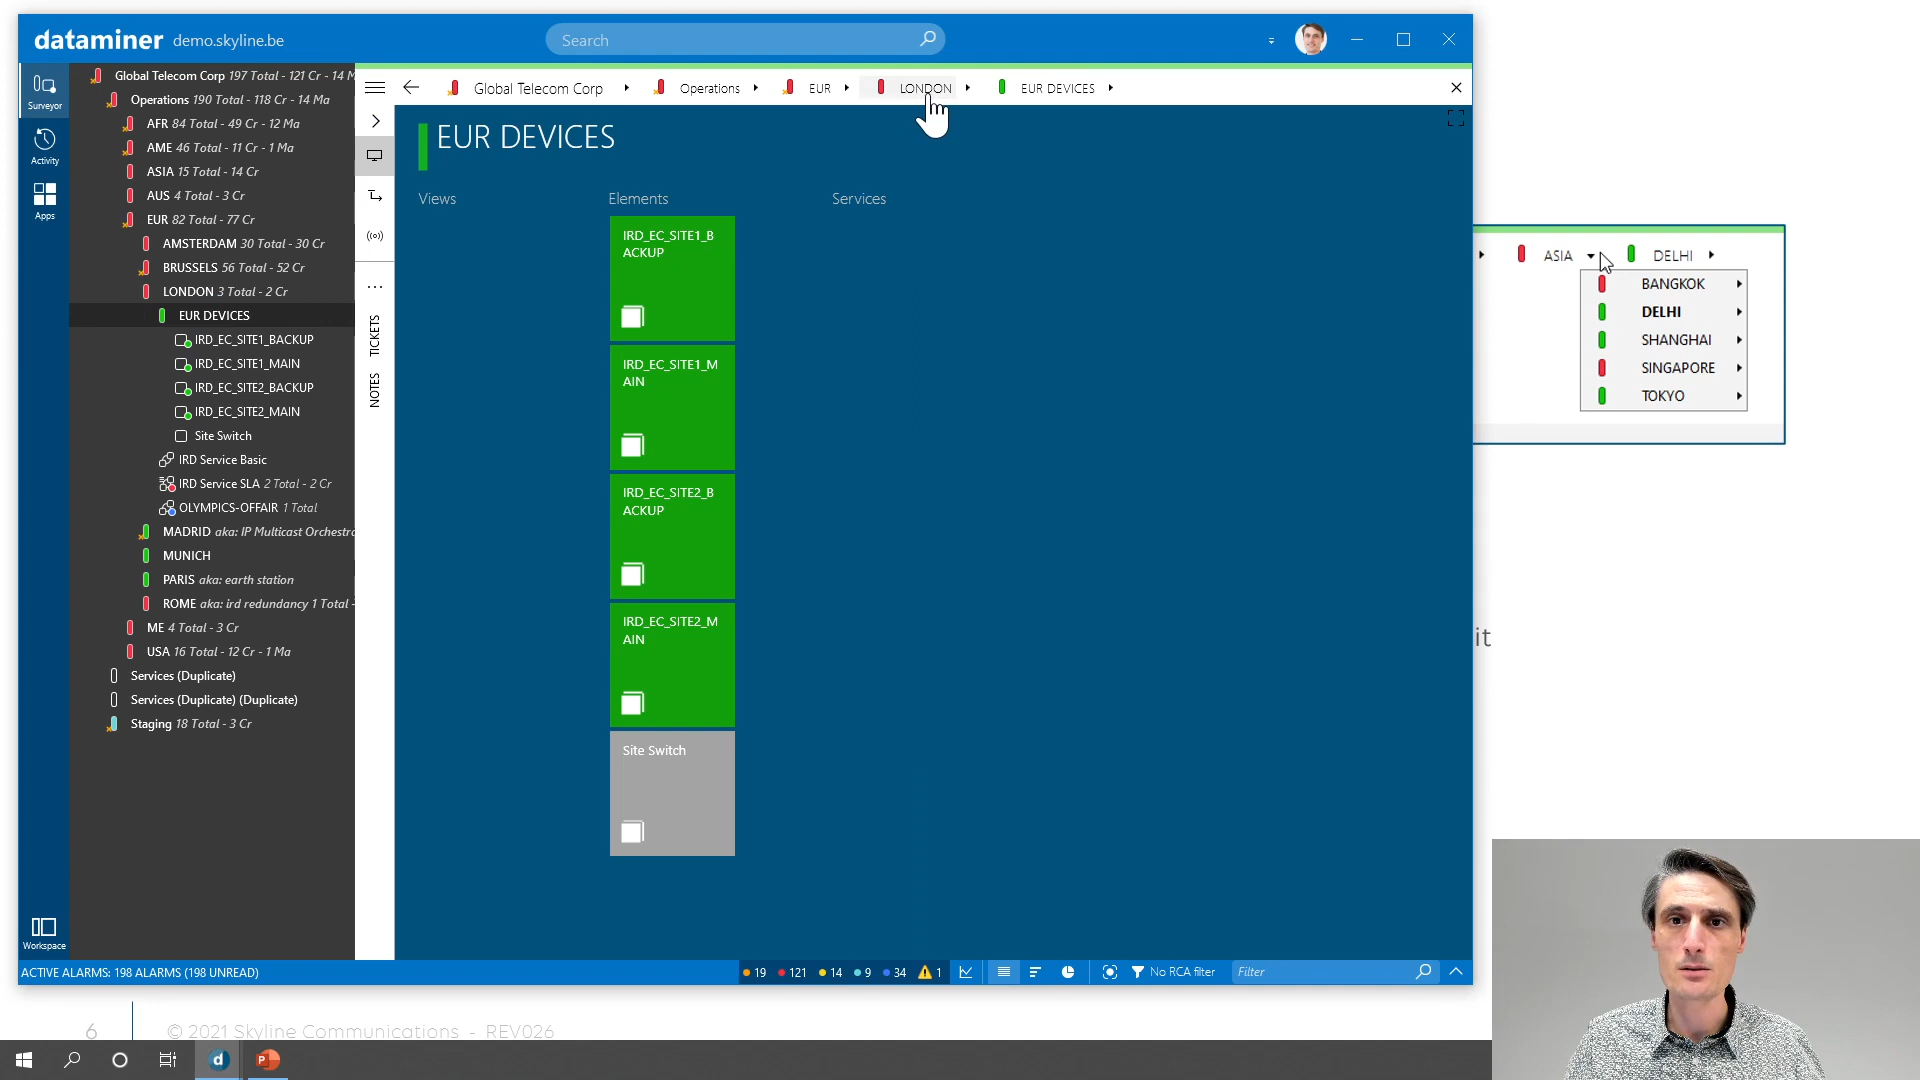 dataminer demo.skyline.be
Search
Surveyor
Activity
Apps
Workspace
Global Telecom Corp 197 Total - 121 Cr - 14 M
Operations 190 Total - 118 Cr - 14 Ma
AFR 84 Total - 49 Cr - 12 Ma
AME 46 Total - 11 Cr - 1 Ma
ASIA 15 Total - 14 Cr
AUS 4 Total - 3 Cr
EUR 82 Total - 77 Cr
AMSTERDAM 30 Total - 30 Cr
BRUSSELS 56 Total - 52 Cr
LONDON 3 Total - 2 Cr
EUR DEVICES
IRD_EC_SITE1_BACKUP
IRD_EC_SITE1_MAIN
IRD_EC_SITE2_BACKUP
IRD_EC_SITE2_MAIN
Site Switch
IRD Service Basic
IRD Service SLA 2 Total - 2 Cr
OLYMPICS-OFFAIR 1 Total
MADRID aka: IP Multicast Orchestra
MUNICH
PARIS aka: earth station
ROME aka: ird redundancy 1 Total -
ME 4 Total - 3 Cr
USA 16 Total - 12 Cr - 1 Ma
Services (Duplicate)
Services (Duplicate) (Duplicate)
Staging 18 Total - 3 Cr
TICKETS
NOTES
Global Telecom Corp Operations EUR LONDON EUR DEVICES
EUR DEVICES
Views Elements Services
IRD_EC_SITE1_B
ACKUP
IRD_EC_SITE1_M
AIN
IRD_EC_SITE2_B
ACKUP
IRD_EC_SITE2_M
AIN
Site Switch
ASIA DELHI
BANGKOK
DELHI
SHANGHAI
SINGAPORE
TOKYO
it
ACTIVE ALARMS: 198 ALARMS (198 UNREAD) 19 121 14 9 34 1 No RCA filter Filter
6 © 2021 Skyline Communications - REV026